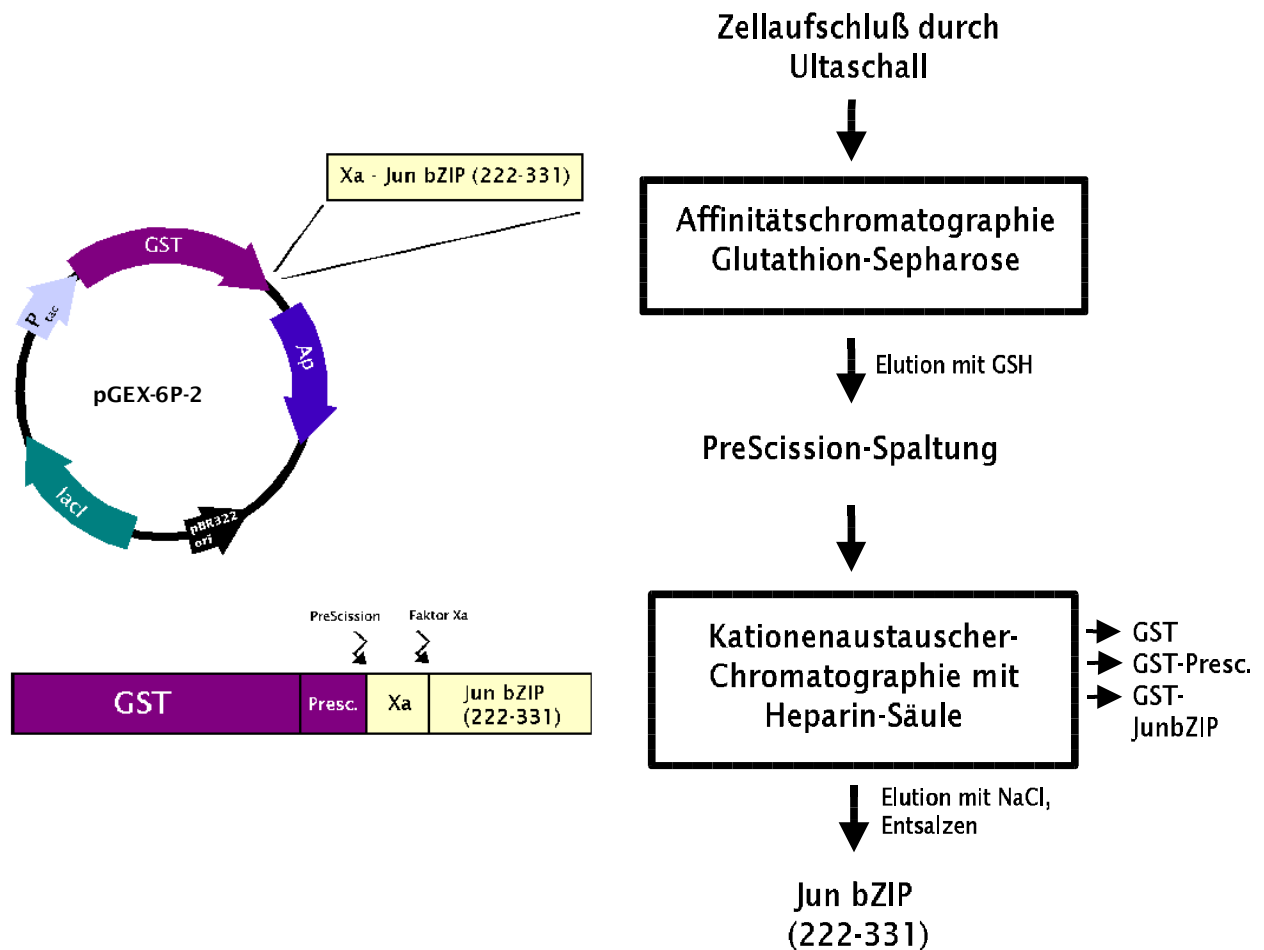 Zellaufschluß durch
Ultaschall
Xa - Jun bZIP (222-331)
Affinitätschromatographie
Glutathion-Sepharose
GST
P tac
Ap
pGEX-6P-2
lacI
pBR322
ori
Elution mit GSH
PreScission-Spaltung
PreScission
Faktor Xa
GST
Presc.
Xa
Jun bZIP
(222-331)
Kationenaustauscher-
Chromatographie mit
Heparin-Säule
GST
GST-Presc.
GST-
JunbZIP
Elution mit NaCl,
Entsalzen
Jun bZIP
(222-331)